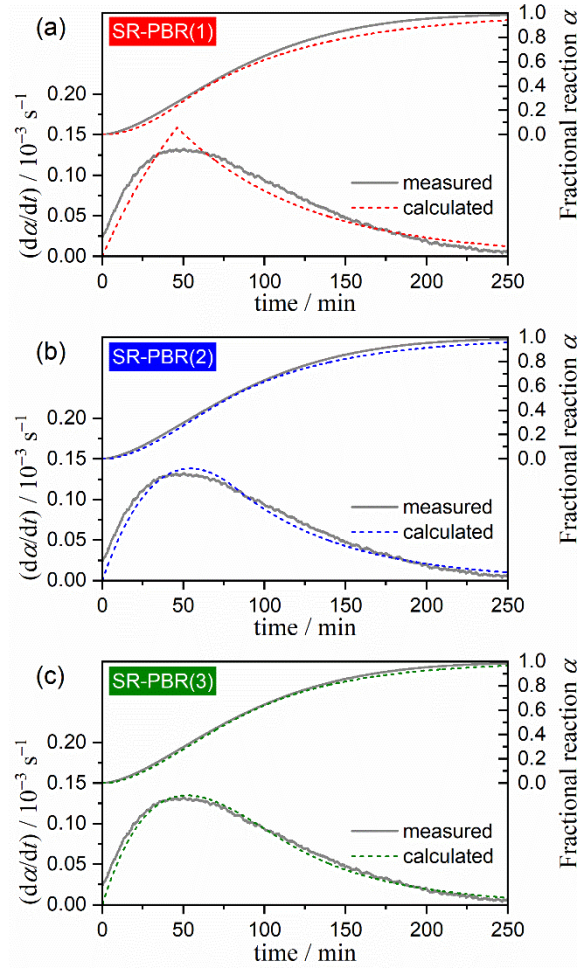 (a) SR-PBR(1)
1.0
0.8
0.6
0.4
0.2
0.0
Fractional reaction α
0.20
0.15
0.10
0.05
0.00
(dα/dt) / 10⁻³ s⁻¹
measured
calculated
0 50 100 150 200 250
time / min
(b) SR-PBR(2)
1.0
0.8
0.6
0.4
0.2
0.0
Fractional reaction α
0.20
0.15
0.10
0.05
0.00
(dα/dt) / 10⁻³ s⁻¹
measured
calculated
0 50 100 150 200 250
time / min
(c) SR-PBR(3)
1.0
0.8
0.6
0.4
0.2
0.0
Fractional reaction α
0.20
0.15
0.10
0.05
0.00
(dα/dt) / 10⁻³ s⁻¹
measured
calculated
0 50 100 150 200 250
time / min